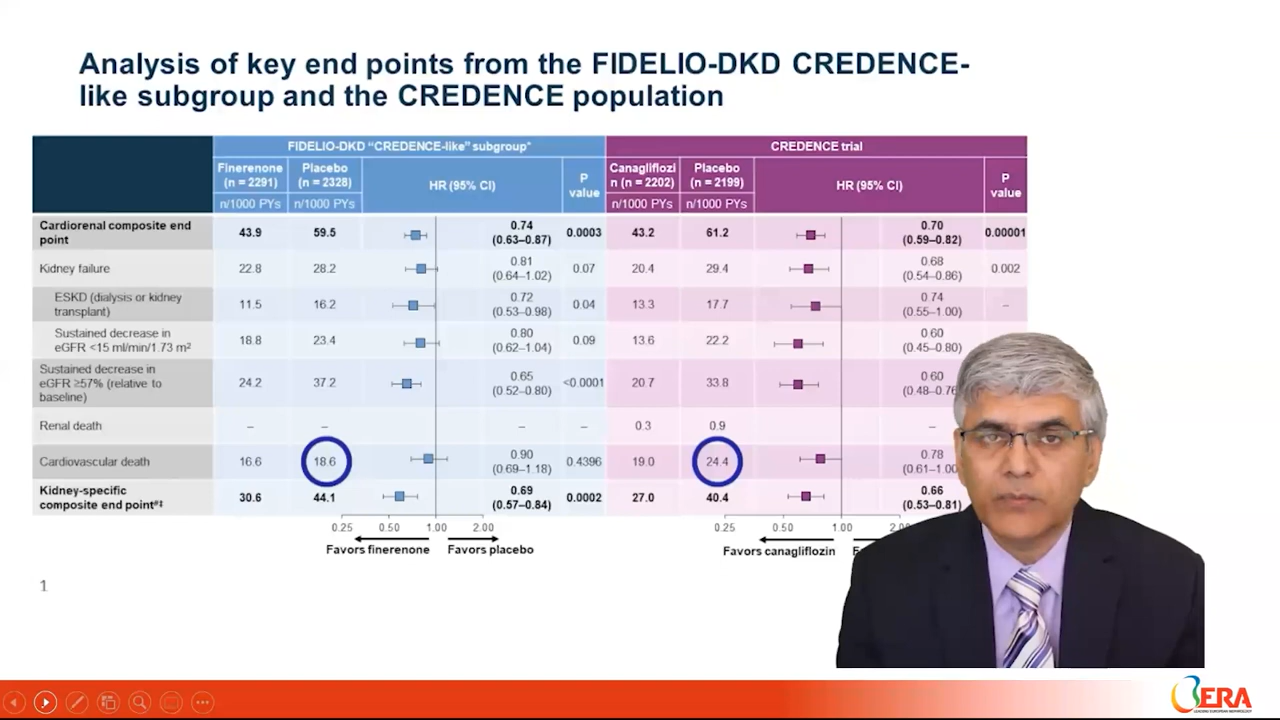 Analysis of key end points from the FIDELIO-DKD CREDENCE-
like subgroup and the CREDENCE population
FIDELIO-DKD “CREDENCE-like” subgroup*
CREDENCE trial
Finerenone
(n = 2291)
Placebo
(n = 2328)
HR (95% CI)
P
value
Canagliflozi
n (n = 2202)
Placebo
(n = 2199)
HR (95% CI)
P
value
n/1000 PYs
n/1000 PYs
n/1000 PYs
n/1000 PYs
Cardiorenal composite end
point
43.9
59.5
0.74
(0.63–0.87)
0.0003
43.2
61.2
0.70
(0.59–0.82)
0.00001
Kidney failure
22.8
28.2
0.81
(0.64–1.02)
0.07
20.4
29.4
0.68
(0.54–0.86)
0.002
ESKD (dialysis or kidney
transplant)
11.5
16.2
0.72
(0.53–0.98)
0.04
13.3
17.7
0.74
(0.55–1.00)
–
Sustained decrease in
eGFR <15 ml/min/1.73 m²
18.8
23.4
0.80
(0.62–1.04)
0.09
13.6
22.2
0.60
(0.45–0.80)
Sustained decrease in
eGFR ≥57% (relative to
baseline)
24.2
37.2
0.65
(0.52–0.80)
<0.0001
20.7
33.8
0.60
(0.48–0.76
Renal death
–
–
–
–
0.3
0.9
–
Cardiovascular death
16.6
18.6
0.90
(0.69–1.18)
0.4396
19.0
24.4
0.78
(0.61–1.00
Kidney-specific
composite end point#‡
30.6
44.1
0.69
(0.57–0.84)
0.0002
27.0
40.4
0.66
(0.53–0.81)
0.25 0.50 1.00 2.00
Favors finerenone Favors placebo
0.25 0.50 1.00 2.00
Favors canagliflozin
1
ERA
LEADING EUROPEAN NEPHROLOGY